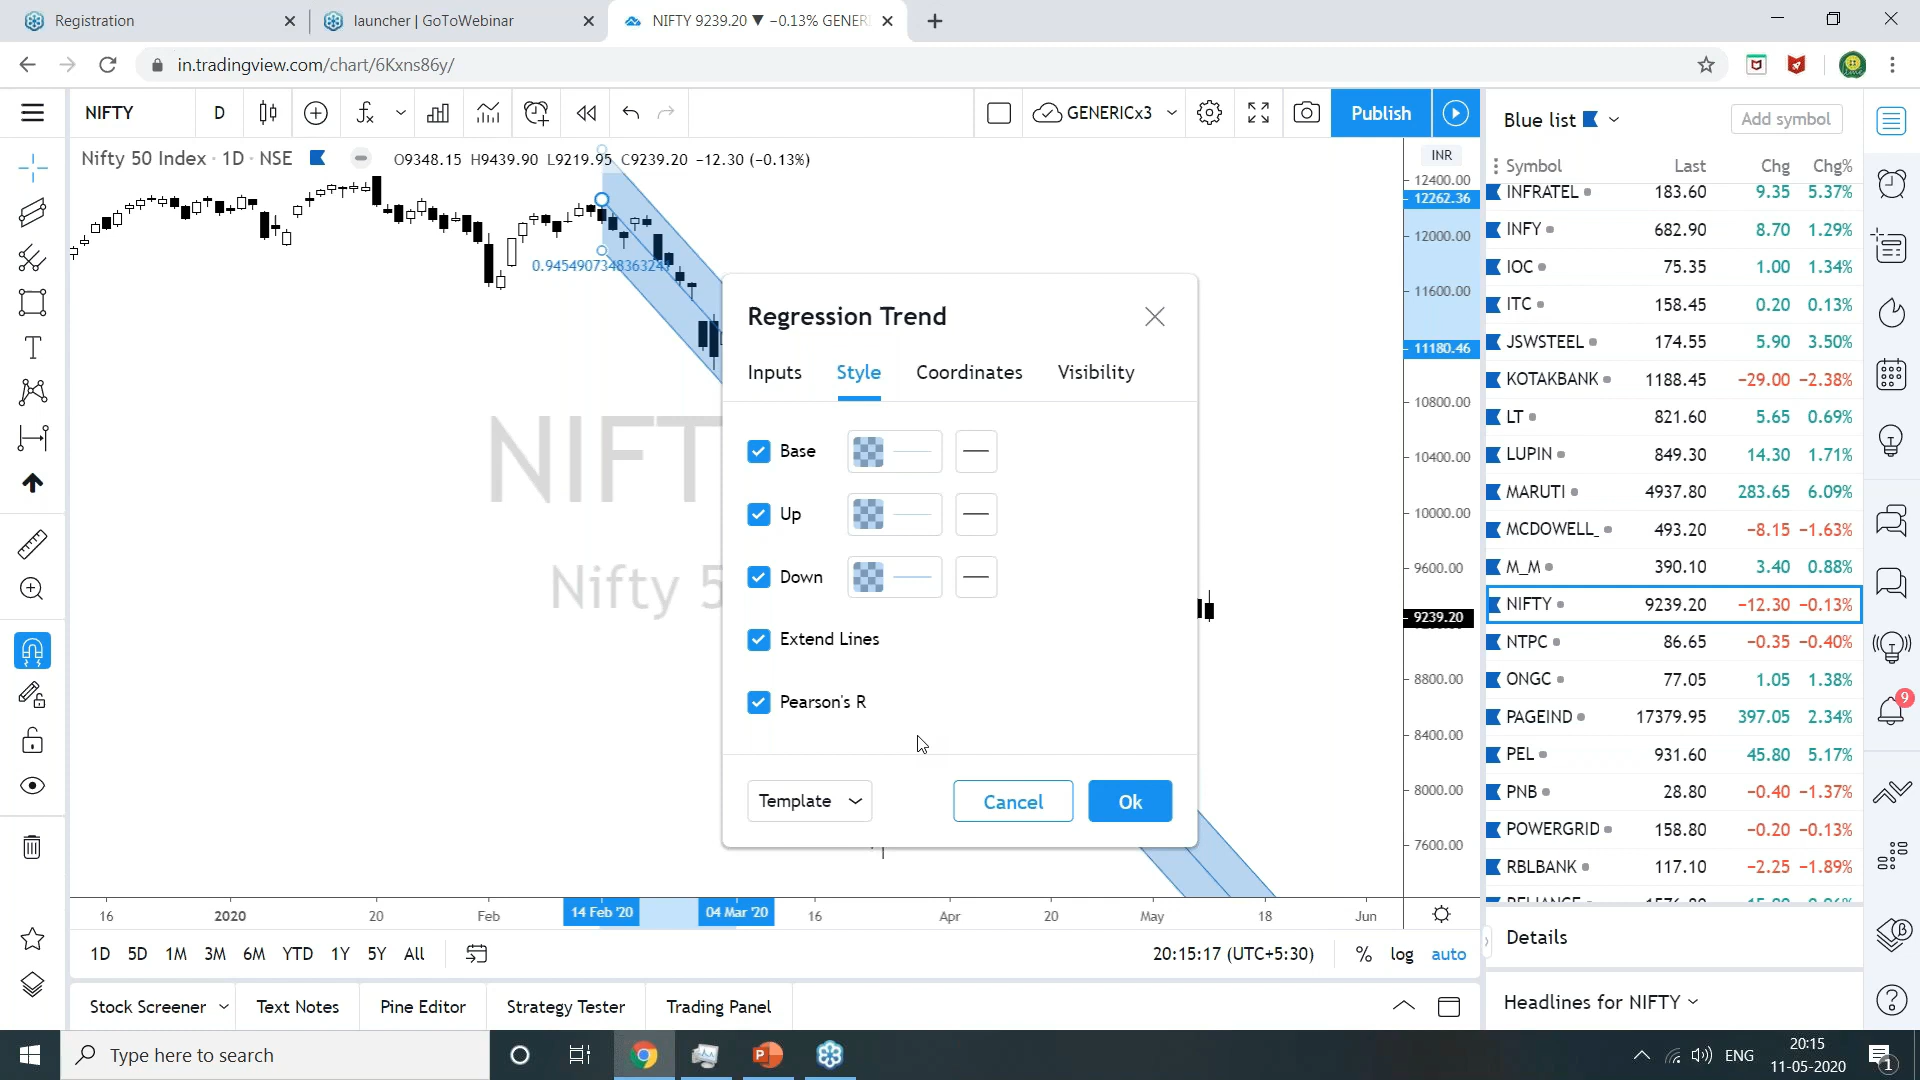 Registration
launcher | GoToWebinar
NIFTY 9239.20 ▼ −0.13% GENER
in.tradingview.com/chart/6Kxns86y/
NIFTY
D
GENERICx3
Publish
Nifty 50 Index · 1D · NSE
O9348.15 H9439.90 L9219.95 C9239.20 −12.30 (−0.13%)
INR
12400.00
12262.36
12000.00
11600.00
11180.46
10800.00
10400.00
10000.00
9600.00
9239.20
8800.00
8400.00
8000.00
7600.00
NIFT
Nifty 5
Regression Trend
Inputs
Style
Coordinates
Visibility
Base
Up
Down
Extend Lines
Pearson's R
Template
Cancel
Ok
16
2020
20
Feb
14 Feb '20
04 Mar '20
16
Apr
20
May
18
Jun
1D 5D 1M 3M 6M YTD 1Y 5Y All
20:15:17 (UTC+5:30)
% log auto
Stock Screener
Text Notes
Pine Editor
Strategy Tester
Trading Panel
Blue list
Add symbol
Symbol Last Chg Chg%
INFRATEL 183.60 9.35 5.37%
INFY 682.90 8.70 1.29%
IOC 75.35 1.00 1.34%
ITC 158.45 0.20 0.13%
JSWSTEEL 174.55 5.90 3.50%
KOTAKBANK 1188.45 −29.00 −2.38%
LT 821.60 5.65 0.69%
LUPIN 849.30 14.30 1.71%
MARUTI 4937.80 283.65 6.09%
MCDOWELL_ 493.20 −8.15 −1.63%
M_M 390.10 3.40 0.88%
NIFTY 9239.20 −12.30 −0.13%
NTPC 86.65 −0.35 −0.40%
ONGC 77.05 1.05 1.38%
PAGEIND 17379.95 397.05 2.34%
PEL 931.60 45.80 5.17%
PNB 28.80 −0.40 −1.37%
POWERGRID 158.80 −0.20 −0.13%
RBLBANK 117.10 −2.25 −1.89%
Details
Headlines for NIFTY
9
Type here to search
ENG
20:15
11-05-2020
1